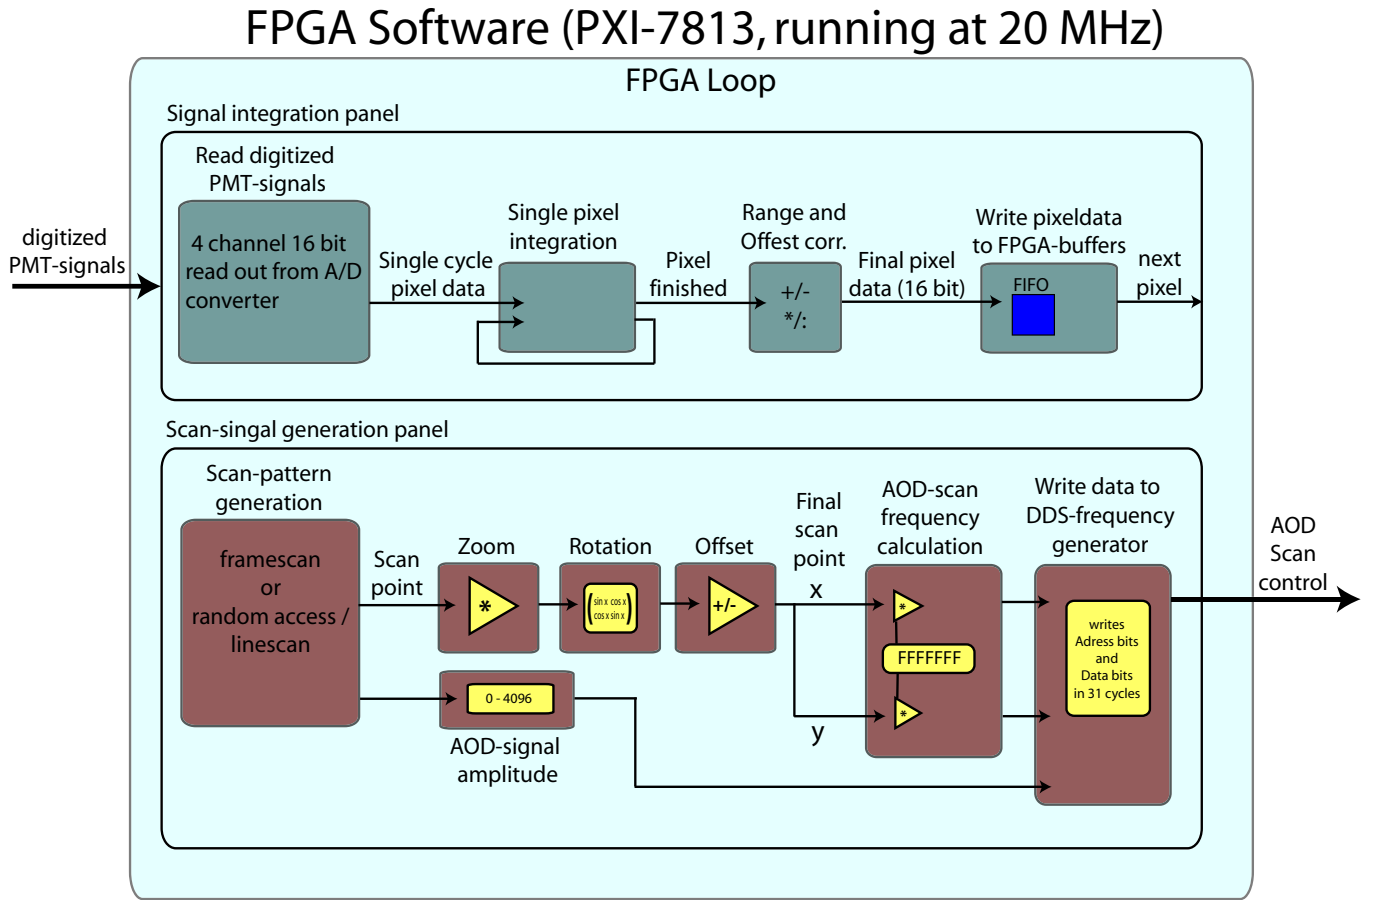 FPGA Software (PXI-7813, running at 20 MHz)
FPGA Loop
Signal integration panel
digitized
PMT-signals
Read digitized
PMT-signals
4 channel 16 bit
read out from A/D
converter
Single cycle
pixel data
Single pixel
integration
Pixel
finished
Range and
Offest corr.
+/-
*/:
Final pixel
data (16 bit)
Write pixeldata
to FPGA-buffers
FIFO
next
pixel
Scan-singal generation panel
Scan-pattern
generation
framescan
or
random access /
linescan
Scan
point
Zoom
*
Rotation
sin x cos x
cos x sin x
Offset
+/-
Final
scan
point
x
y
AOD-scan
frequency
calculation
*
FFFFFFF
*
Write data to
DDS-frequency
generator
writes
Adress bits
and
Data bits
in 31 cycles
0 - 4096
AOD-signal
amplitude
AOD
Scan
control